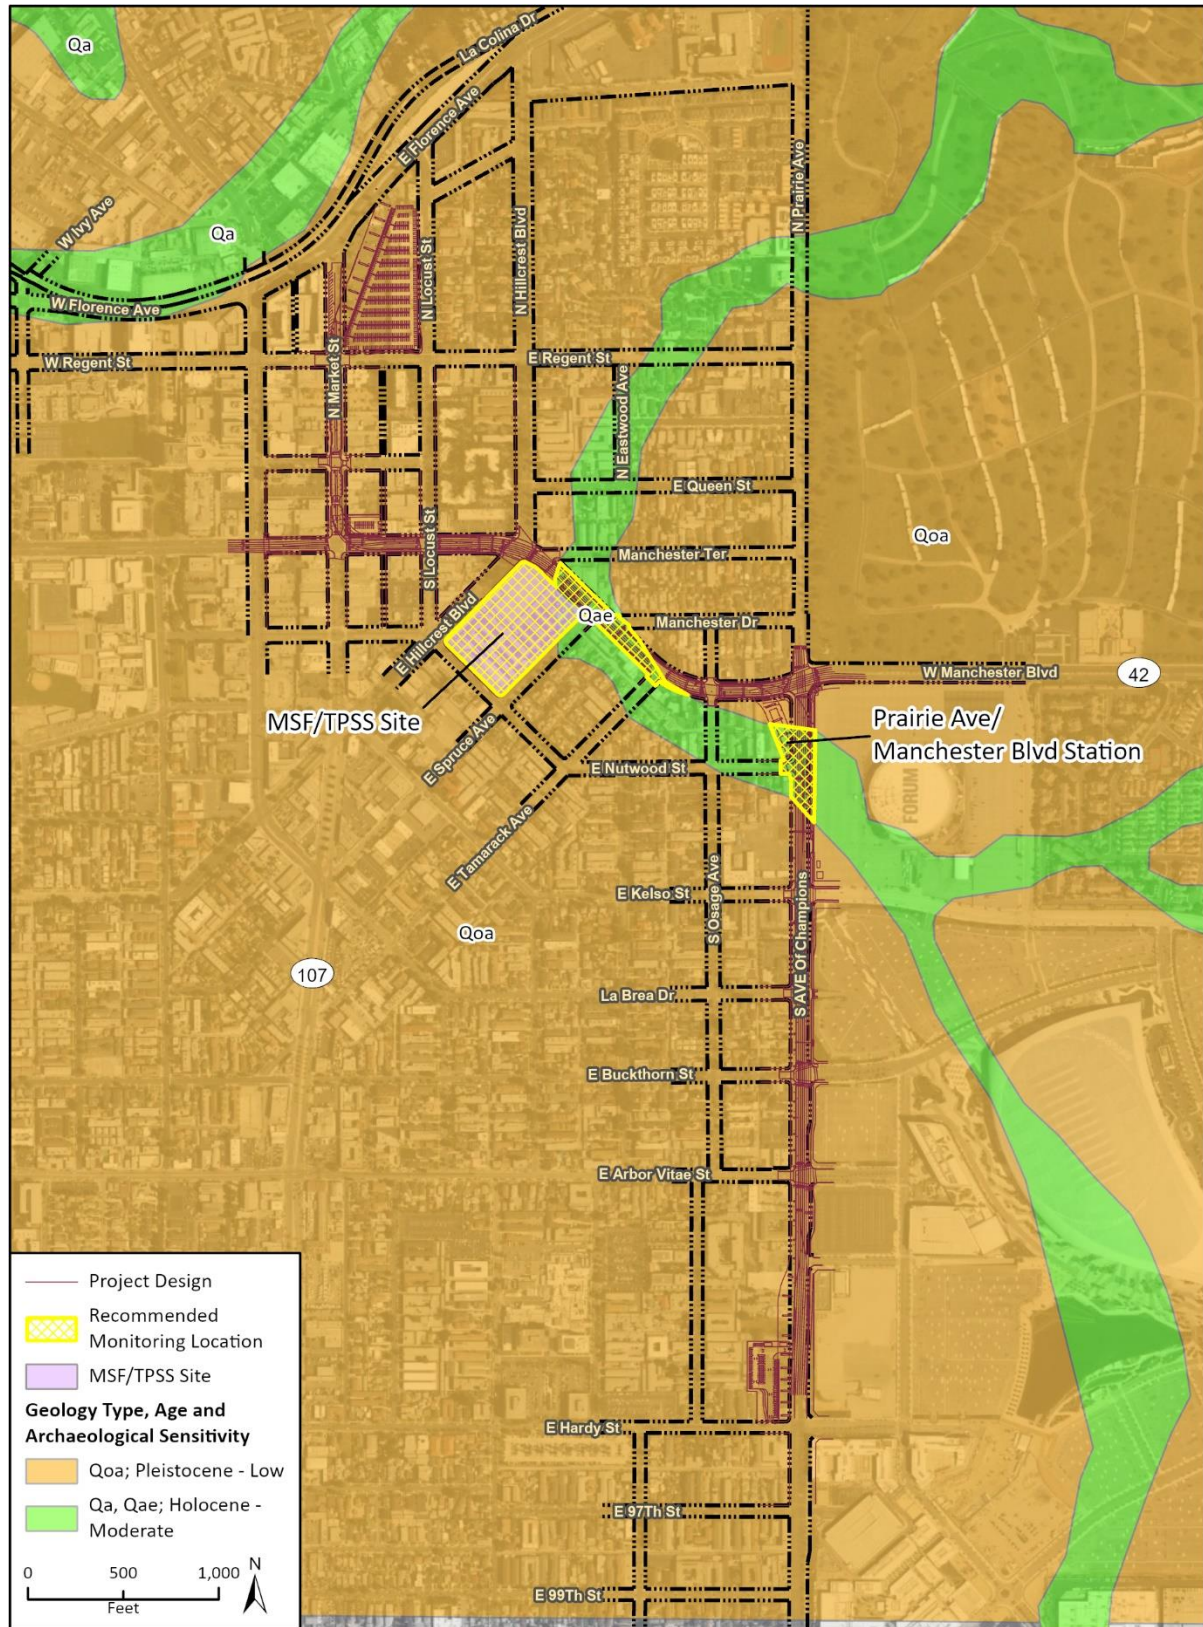 Qa
La Colina Dr
E Florence Ave
W Ivy Ave
Qa
N Prairie Ave
N Hillcrest Blvd
N Locust St
W Florence Ave
W Regent St
N Market St
E Regent St
N Eastwood Ave
E Queen St
Qoa
S Locust St
Manchester Ter
Qae
Manchester Dr
E Hillcrest Blvd
W Manchester Blvd
42
MSF/TPSS Site
Prairie Ave/
Manchester Blvd Station
E Spruce Ave
E Nutwood St
FORUM
E Tamarack Ave
E Kelso St
S Osage Ave
S AVE Of Champions
Qoa
107
La Brea Dr
E Buckthorn St
E Arbor Vitae St
E Hardy St
E 97Th St
E 99Th St
Project Design
Recommended
Monitoring Location
MSF/TPSS Site
Geology Type, Age and
Archaeological Sensitivity
Qoa; Pleistocene - Low
Qa, Qae; Holocene -
Moderate
0 500 1,000
Feet
N